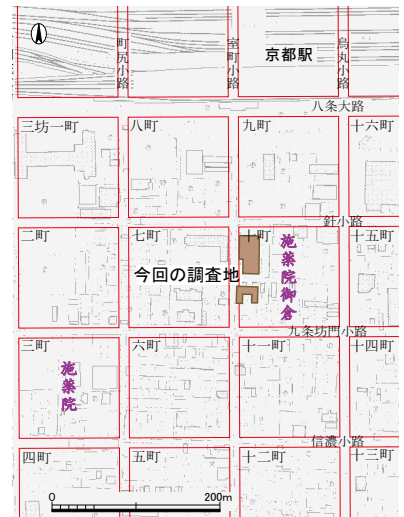 町尻小路
室町小路
烏丸小路
京都駅
八条大路
三坊一町
八町
九町
十六町
針小路
二町
七町
十町
十五町
施薬院御倉
今回の調査地
九条坊門小路
三町
六町
十一町
十四町
施薬院
信濃小路
四町
五町
十二町
十三町
0
200m